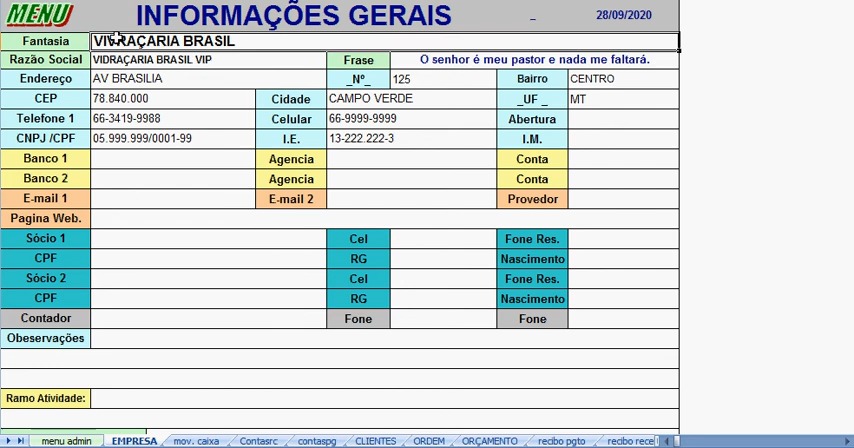 MENU INFORMAÇÕES GERAIS _ 28/09/2020
Fantasia VIDRAÇARIA BRASIL
Razão Social VIDRAÇARIA BRASIL VIP Frase O senhor é meu pastor e nada me faltará.
Endereço AV BRASILIA _Nº_ 125 Bairro CENTRO
CEP 78.840.000 Cidade CAMPO VERDE _UF _ MT
Telefone 1 66-3419-9988 Celular 66-9999-9999 Abertura
CNPJ /CPF 05.999.999/0001-99 I.E. 13-222.222-3 I.M.
Banco 1 Agencia Conta
Banco 2 Agencia Conta
E-mail 1 E-mail 2 Provedor
Pagina Web.
Sócio 1 Cel Fone Res.
CPF RG Nascimento
Sócio 2 Cel Fone Res.
CPF RG Nascimento
Contador Fone Fone
Obeservações
Ramo Atividade:
menu admin EMPRESA mov. caixa Contasrc contaspg CLIENTES ORDEM ORÇAMENTO recibo pgto recibo rece